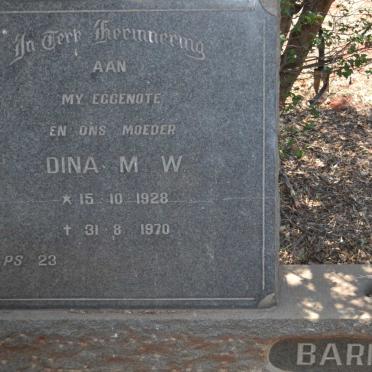 In Teer Herinnering
AAN
MY EGGENOTE
EN ONS MOEDER
DINA M W
* 15·10·1928
✝ 31·8·1970
PS 23
BAR